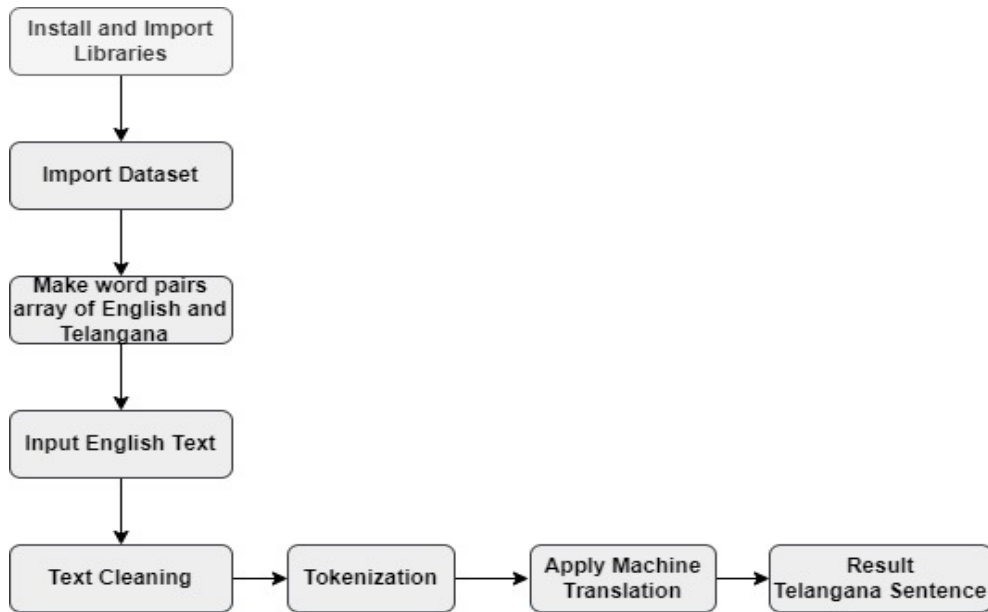 Install and Import
Libraries
Import Dataset
Make word pairs
array of English and
Telangana
Input English Text
Text Cleaning
Tokenization
Apply Machine
Translation
Result
Telangana Sentence